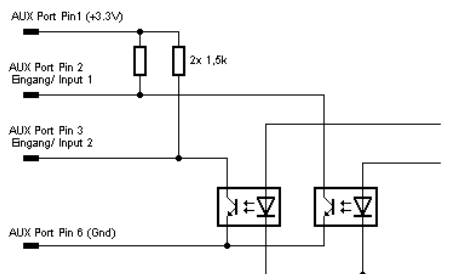 AUX Port Pin1 (+3.3V)
2x 1,5k
AUX Port Pin 2
Eingang/ Input 1
AUX Port Pin 3
Eingang/ Input 2
AUX Port Pin 6 (Gnd)